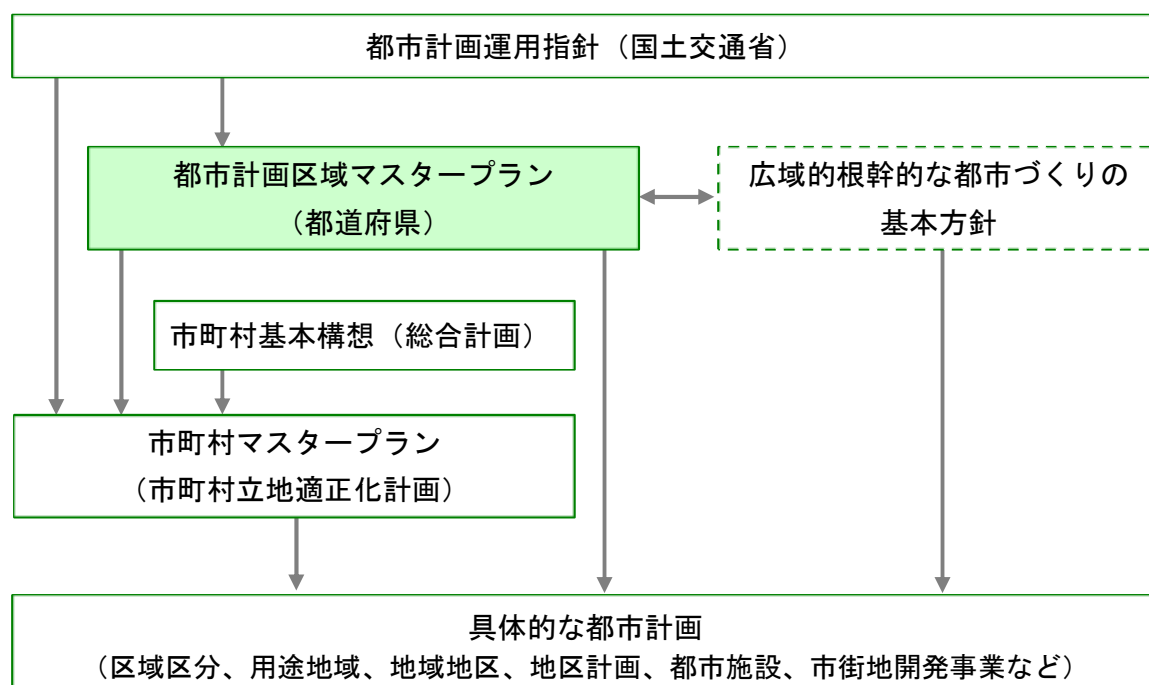 都市計画運用指針（国土交通省）
都市計画区域マスタープラン
（都道府県）
広域的根幹的な都市づくりの
基本方針
市町村基本構想（総合計画）
市町村マスタープラン
（市町村立地適正化計画）
具体的な都市計画
（区域区分、用途地域、地域地区、地区計画、都市施設、市街地開発事業など）